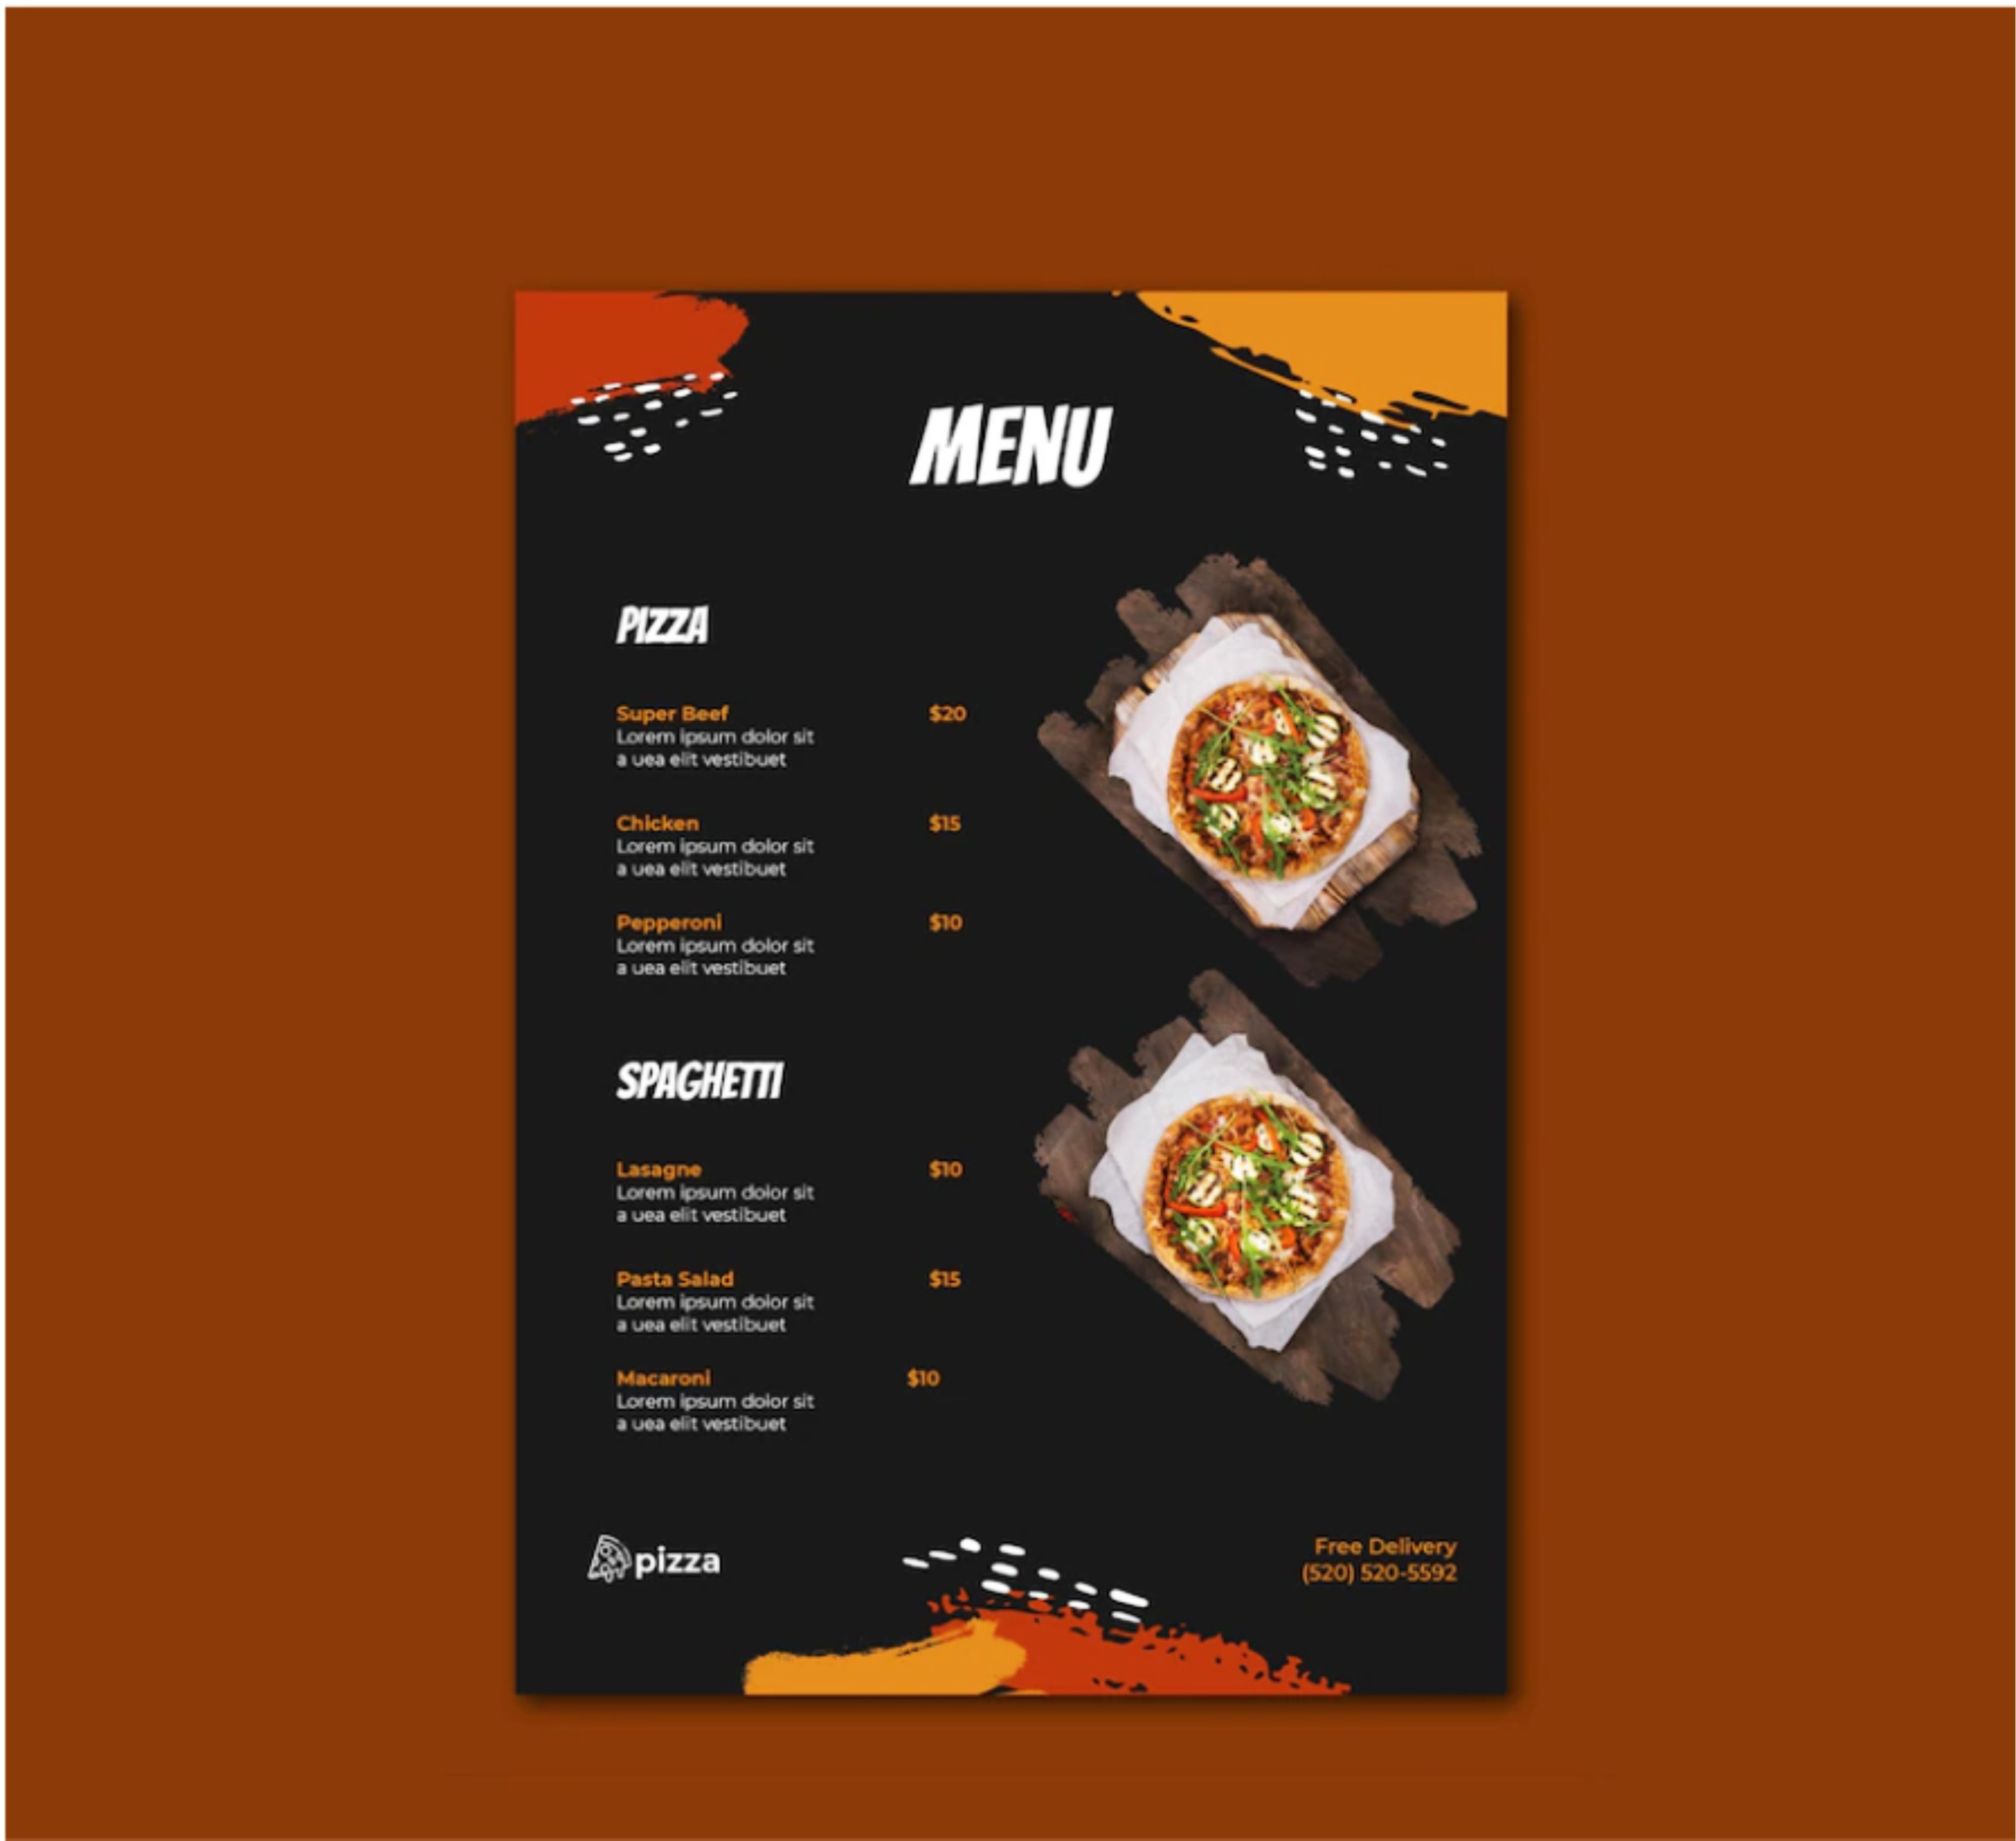 MENU
PIZZA
Super Beef $20
Lorem ipsum dolor sit
a uea elit vestibuet
Chicken $15
Lorem ipsum dolor sit
a uea elit vestibuet
Pepperoni $10
Lorem ipsum dolor sit
a uea elit vestibuet
SPAGHETTI
Lasagne $10
Lorem ipsum dolor sit
a uea elit vestibuet
Pasta Salad $15
Lorem ipsum dolor sit
a uea elit vestibuet
Macaroni $10
Lorem ipsum dolor sit
a uea elit vestibuet
pizza
Free Delivery
(520) 520-5592